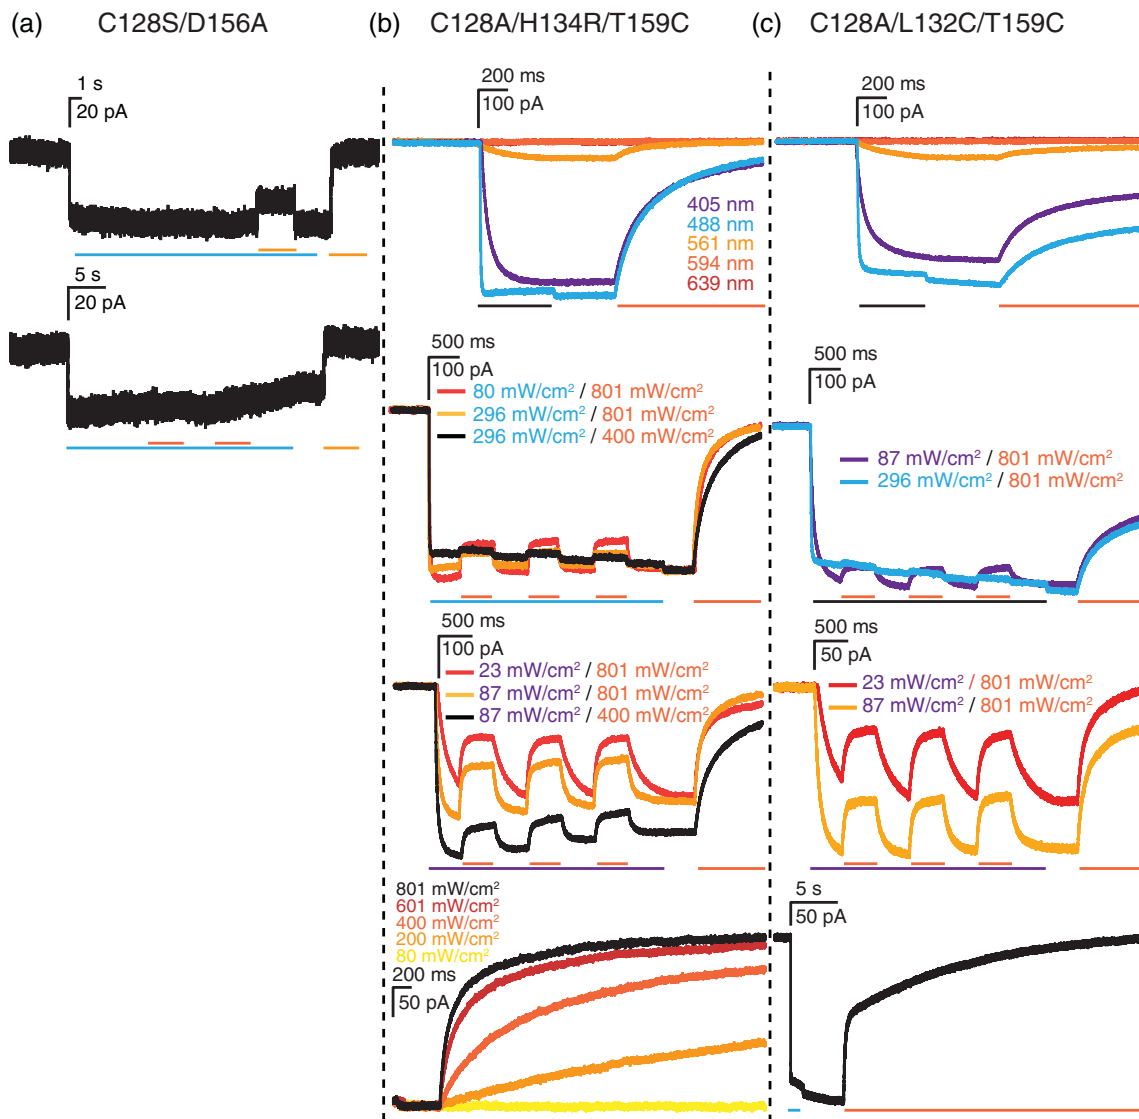 (a) C128S/D156A
1 s
20 pA
5 s
20 pA
(b) C128A/H134R/T159C
200 ms
100 pA
405 nm
488 nm
561 nm
594 nm
639 nm
500 ms
100 pA
80 mW/cm² / 801 mW/cm²
296 mW/cm² / 801 mW/cm²
296 mW/cm² / 400 mW/cm²
500 ms
100 pA
23 mW/cm² / 801 mW/cm²
87 mW/cm² / 801 mW/cm²
87 mW/cm² / 400 mW/cm²
801 mW/cm²
601 mW/cm²
400 mW/cm²
200 mW/cm²
80 mW/cm²
200 ms
50 pA
(c) C128A/L132C/T159C
200 ms
100 pA
500 ms
100 pA
87 mW/cm² / 801 mW/cm²
296 mW/cm² / 801 mW/cm²
500 ms
50 pA
23 mW/cm² / 801 mW/cm²
87 mW/cm² / 801 mW/cm²
5 s
50 pA